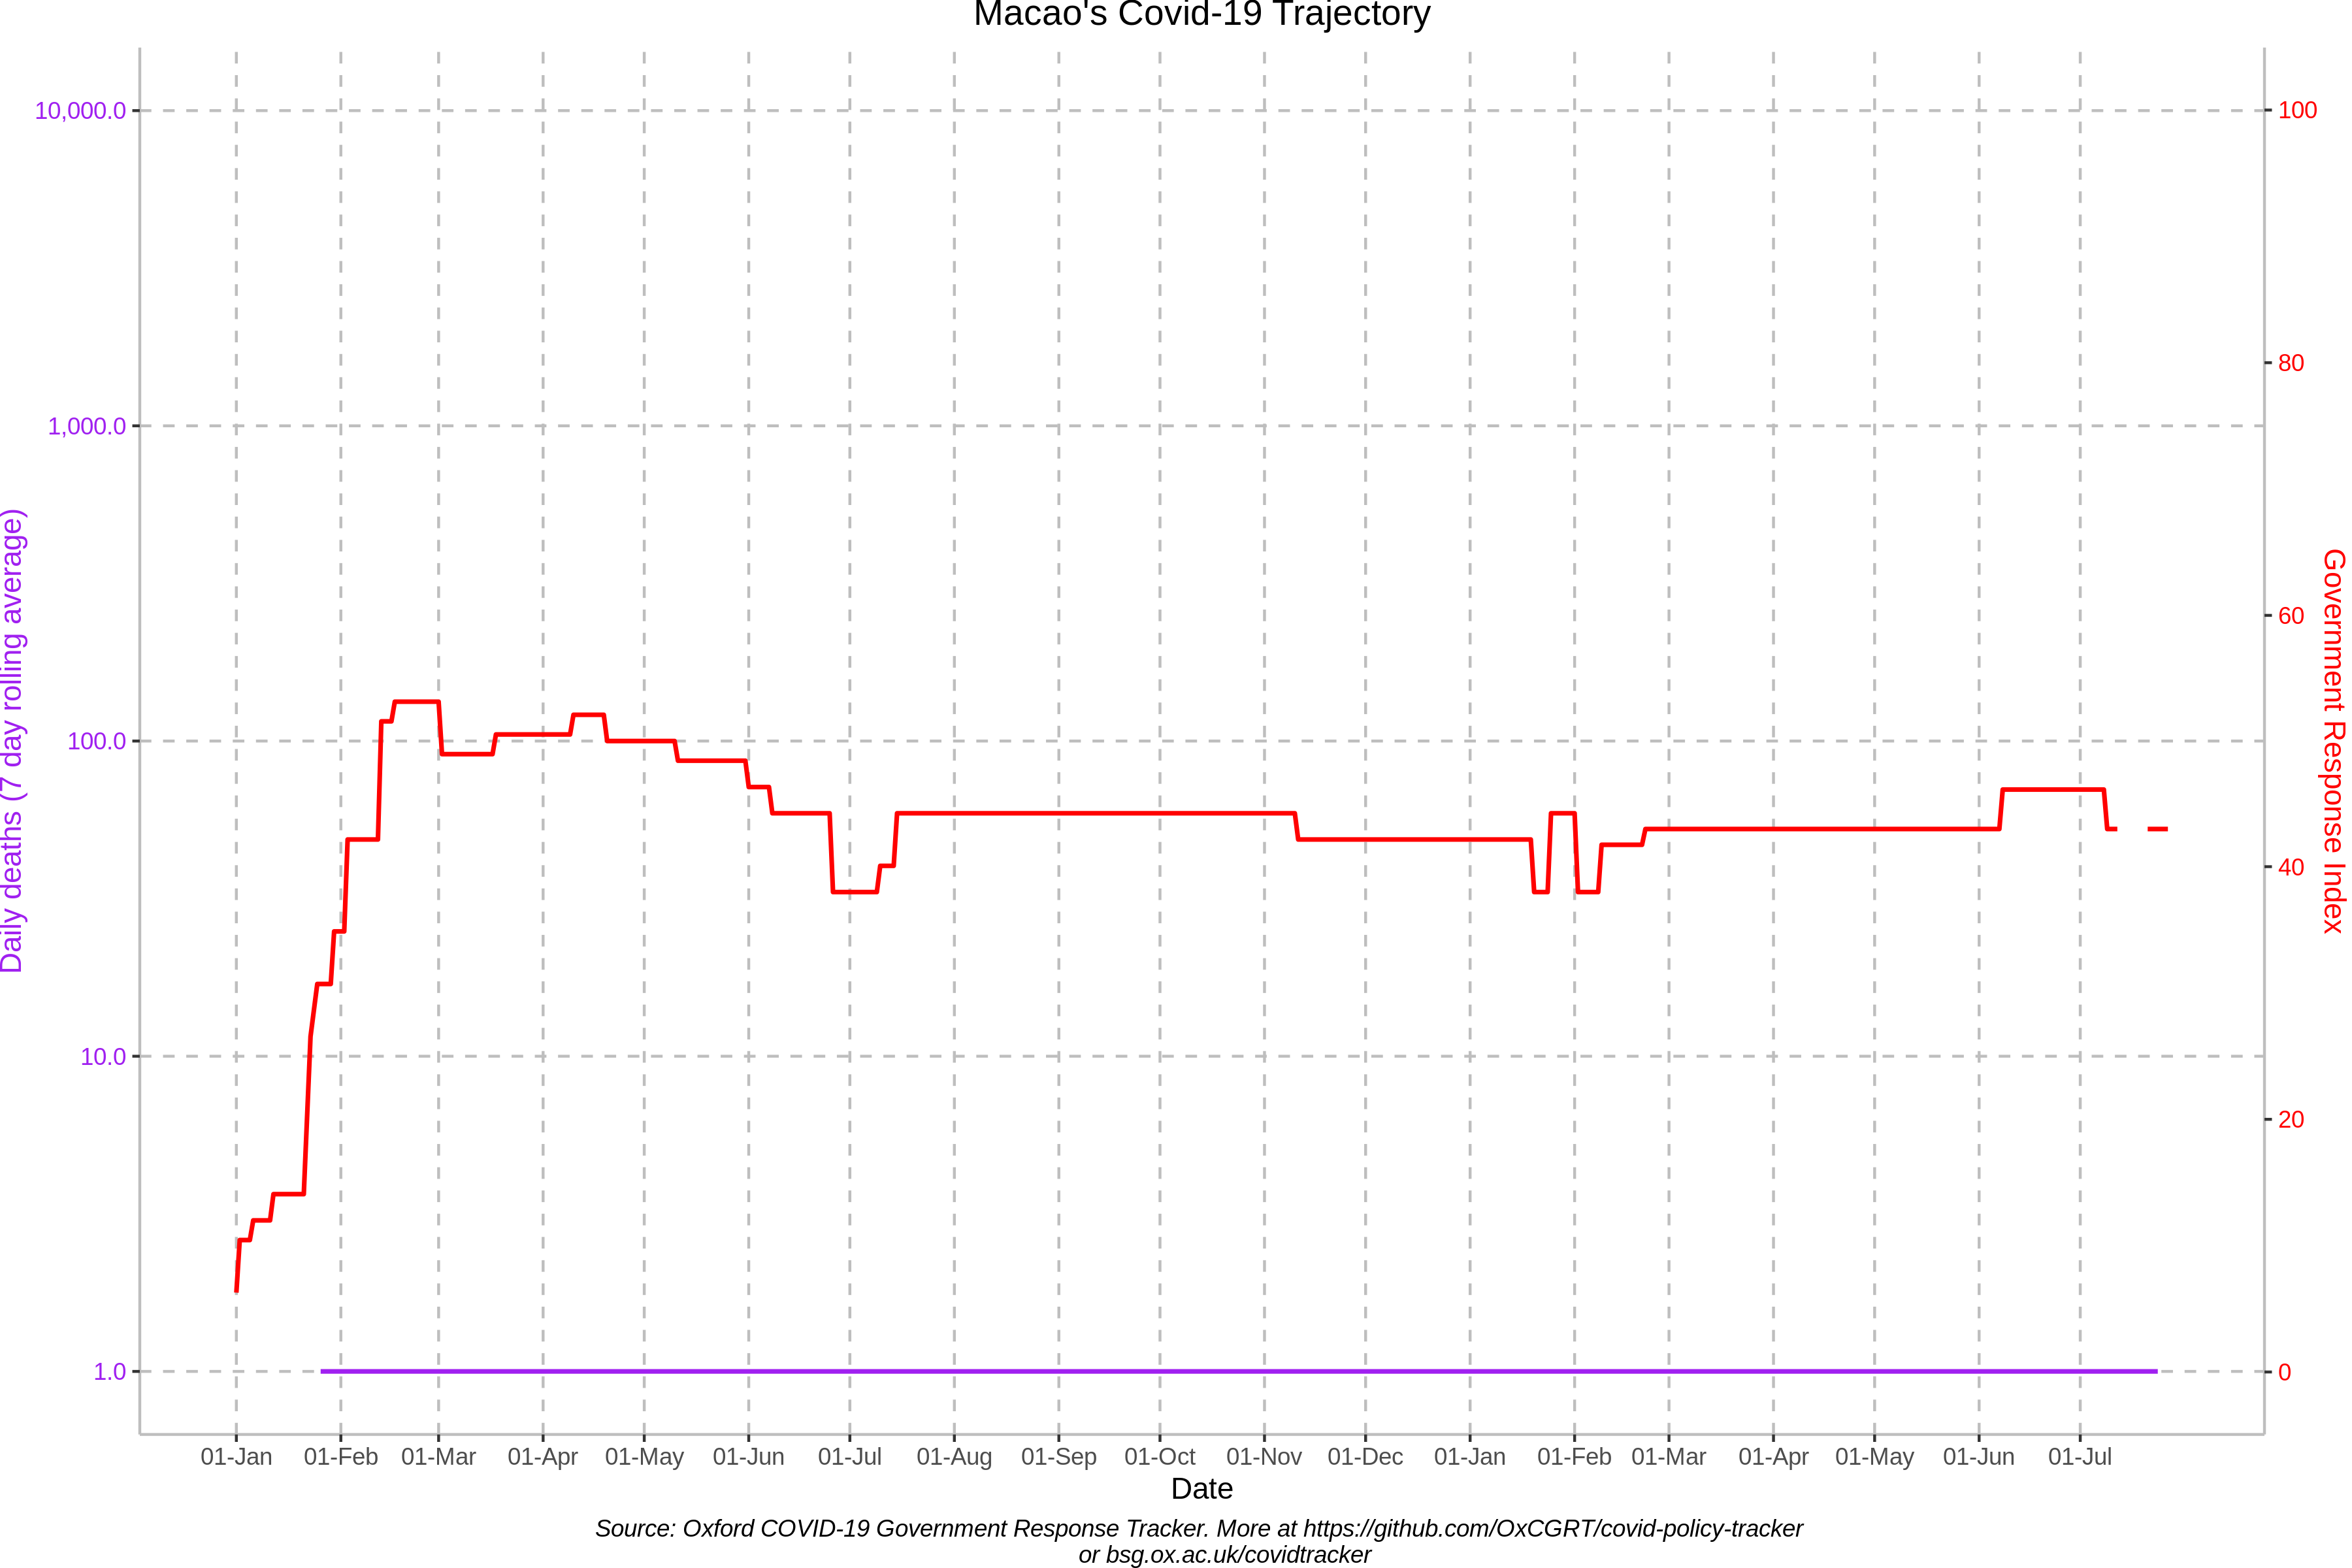 Macao's Covid-19 Trajectory
10,000.0
1,000.0
100.0
10.0
1.0
Daily deaths (7 day rolling average)
100
80
60
40
20
0
Government Response Index
01-Jan 01-Feb 01-Mar 01-Apr 01-May 01-Jun 01-Jul 01-Aug 01-Sep 01-Oct 01-Nov 01-Dec 01-Jan 01-Feb 01-Mar 01-Apr 01-May 01-Jun 01-Jul
Date
Source: Oxford COVID-19 Government Response Tracker. More at https://github.com/OxCGRT/covid-policy-tracker
or bsg.ox.ac.uk/covidtracker